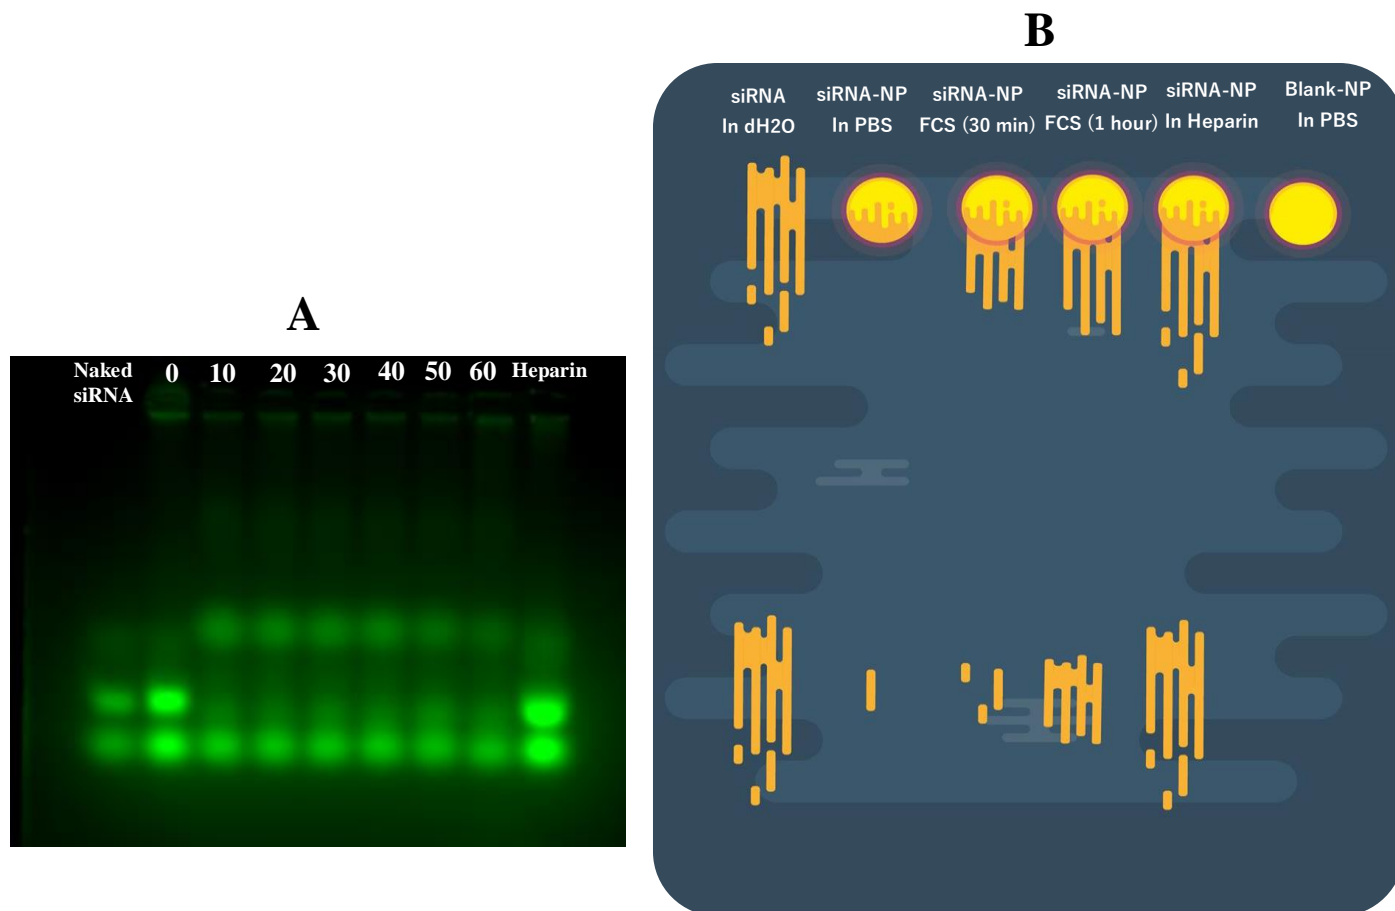 A
Naked
siRNA
0
10
20
30
40
50
60
Heparin
B
siRNA
In dH2O
siRNA-NP
In PBS
siRNA-NP
FCS (30 min)
siRNA-NP
FCS (1 hour)
siRNA-NP
In Heparin
Blank-NP
In PBS